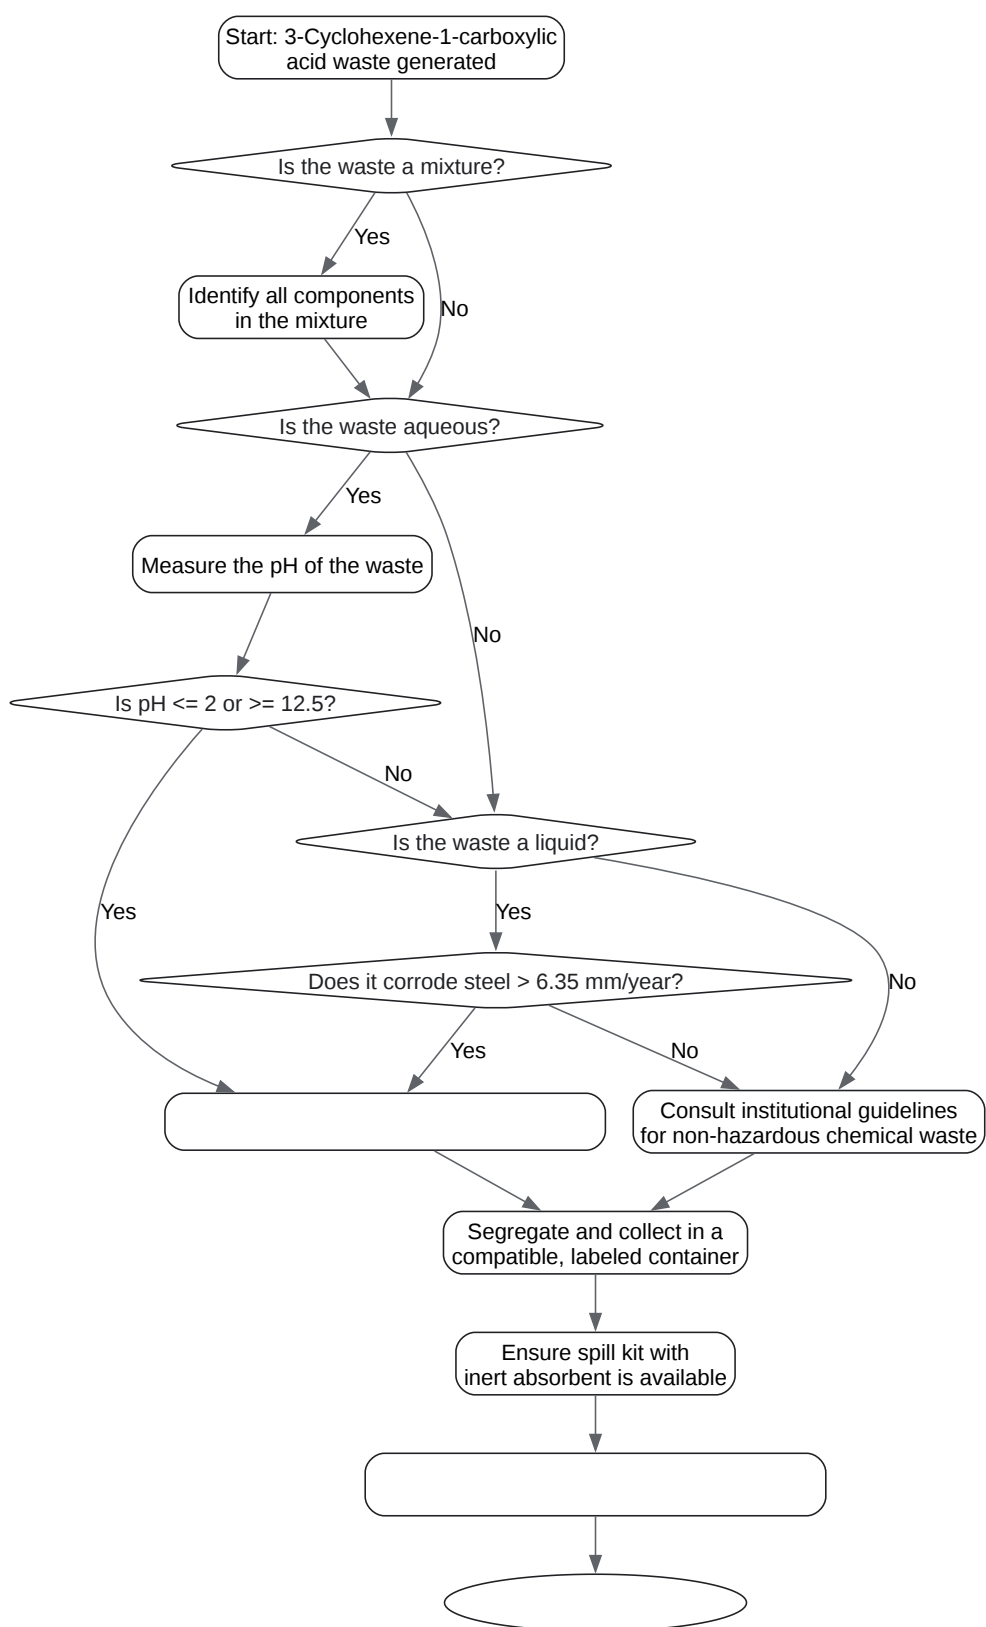 Start: 3-Cyclohexene-1-carboxylic
acid waste generated
Is the waste a mixture?
Yes
Identify all components
in the mixture
No
Is the waste aqueous?
Yes
Measure the pH of the waste
No
Is pH <= 2 or >= 12.5?
No
Is the waste a liquid?
Yes
Yes
Does it corrode steel > 6.35 mm/year?
No
Yes
No
Consult institutional guidelines
for non-hazardous chemical waste
Segregate and collect in a
compatible, labeled container
Ensure spill kit with
inert absorbent is available